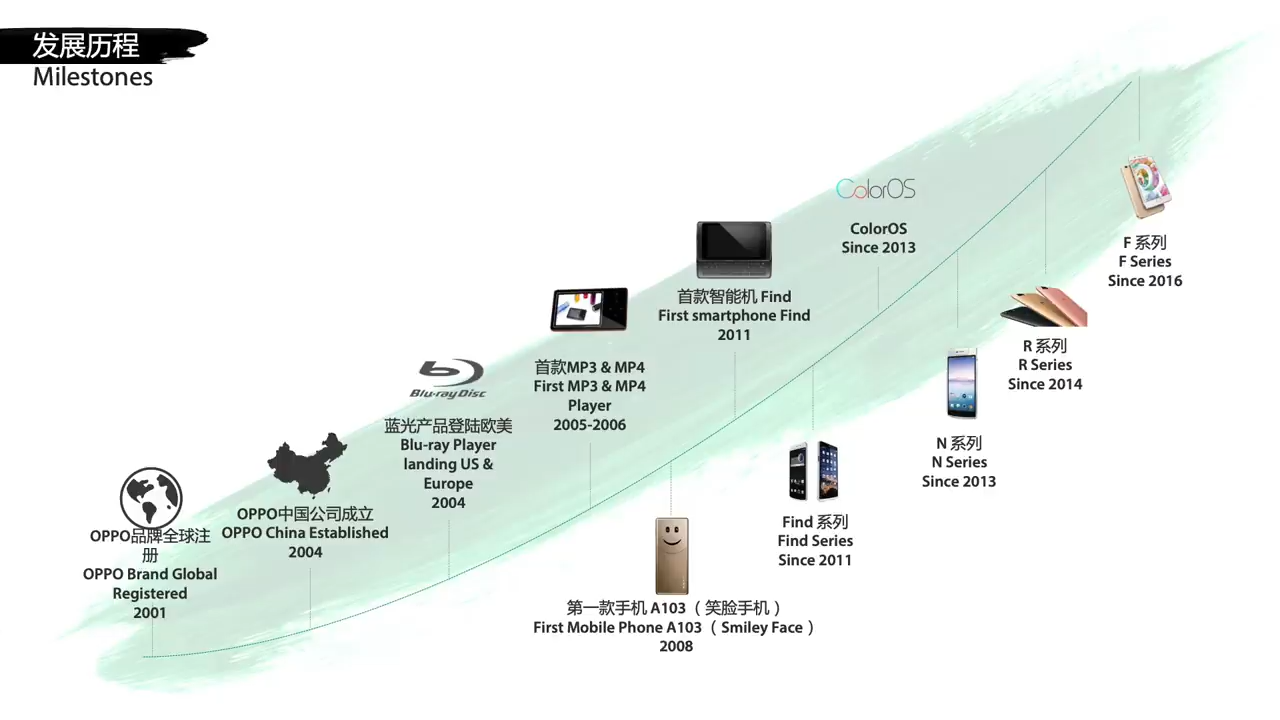 发展历程
Milestones
OPPO品牌全球注
册
OPPO Brand Global
Registered
2001
OPPO中国公司成立
OPPO China Established
2004
Blu-ray Disc
蓝光产品登陆欧美
Blu-ray Player
landing US &
Europe
2004
首款MP3 & MP4
First MP3 & MP4
Player
2005-2006
第一款手机 A103（笑脸手机）
First Mobile Phone A103（Smiley Face）
2008
首款智能机 Find
First smartphone Find
2011
Find 系列
Find Series
Since 2011
ColorOS
ColorOS
Since 2013
N 系列
N Series
Since 2013
R 系列
R Series
Since 2014
F 系列
F Series
Since 2016